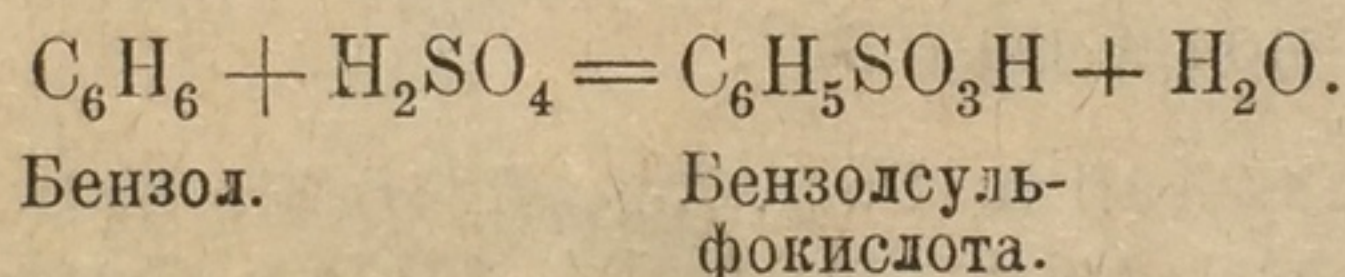 C₆H₆ + H₂SO₄ = C₆H₅SO₃H + H₂O.
Бензол. Бензолсуль-
фокислота.